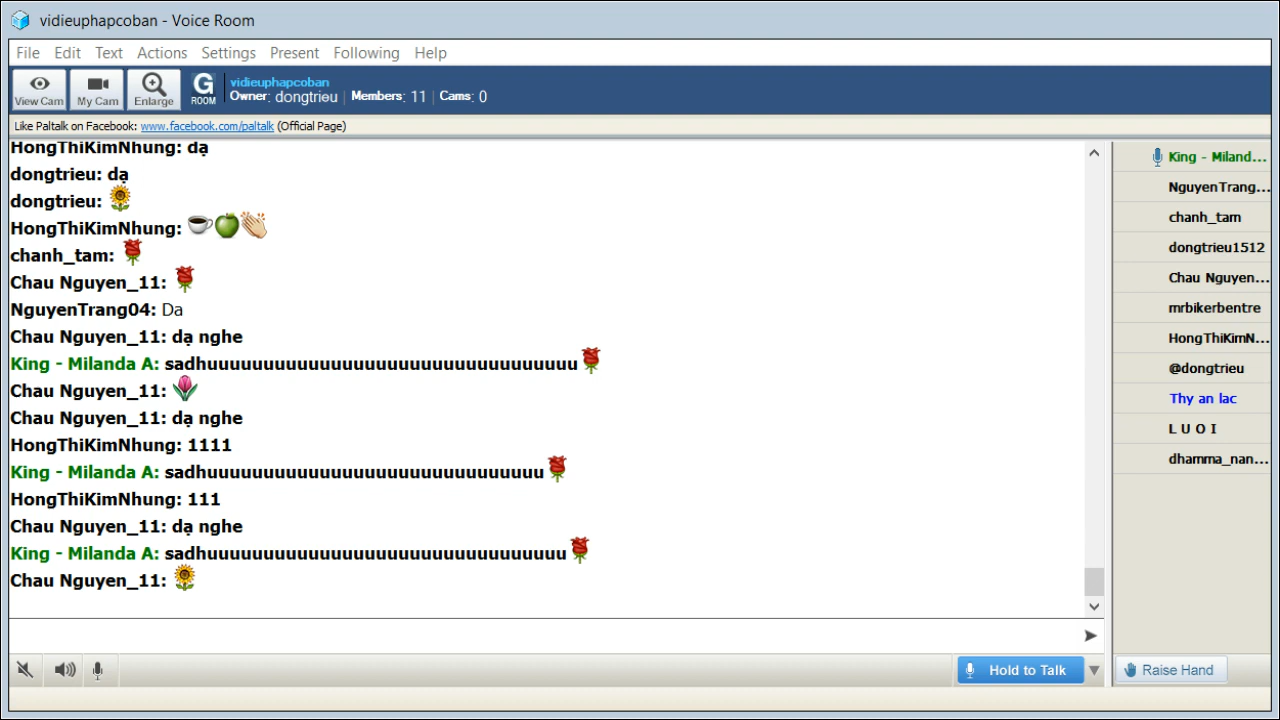 vidieuphapcoban - Voice Room
File Edit Text Actions Settings Present Following Help
View Cam
My Cam
Enlarge
G
ROOM
vidieuphapcoban
Owner: dongtrieu | Members: 11 | Cams: 0
Like Paltalk on Facebook: www.facebook.com/paltalk (Official Page)
HongThiKimNhung: dạ
dongtrieu: dạ
dongtrieu:
HongThiKimNhung:
chanh_tam:
Chau Nguyen_11:
NguyenTrang04: Da
Chau Nguyen_11: dạ nghe
King - Milanda A: sadhuuuuuuuuuuuuuuuuuuuuuuuuuuuuuuuuu
Chau Nguyen_11:
Chau Nguyen_11: dạ nghe
HongThiKimNhung: 1111
King - Milanda A: sadhuuuuuuuuuuuuuuuuuuuuuuuuuuuuuu
HongThiKimNhung: 111
Chau Nguyen_11: dạ nghe
King - Milanda A: sadhuuuuuuuuuuuuuuuuuuuuuuuuuuuuuuuu
Chau Nguyen_11:
King - Miland...
NguyenTrang...
chanh_tam
dongtrieu1512
Chau Nguyen...
mrbikerbentre
HongThiKimN...
@dongtrieu
Thy an lac
L U O I
dhamma_nan...
Hold to Talk
Raise Hand